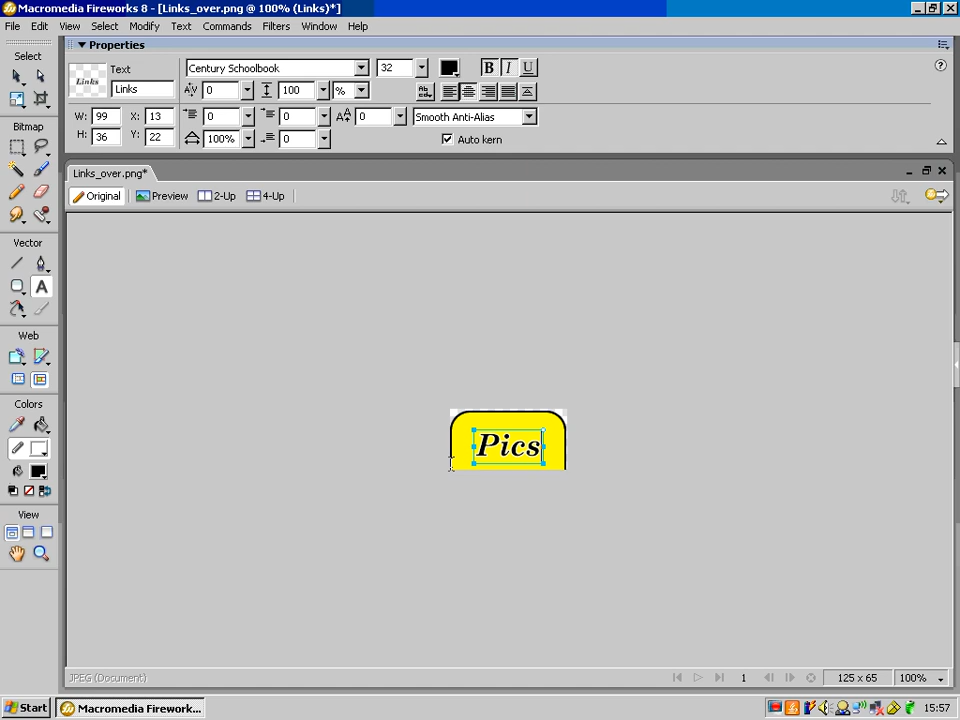 Macromedia Fireworks 8 - [Links_over.png @ 100% (Links)*]
File Edit View Select Modify Text Commands Filters Window Help
Properties
Select
Links
Text
Links
Century Schoolbook
32
B I U
AV 0
100
%
W: 99 X: 13
0
0
0
Smooth Anti-Alias
H: 36 Y: 22
100%
0
Auto kern
Bitmap
Links_over.png*
Original Preview 2-Up 4-Up
Vector
A
Web
Colors
Pics
View
JPEG (Document)
1
125 x 65
100%
Start
Macromedia Firework...
15:57